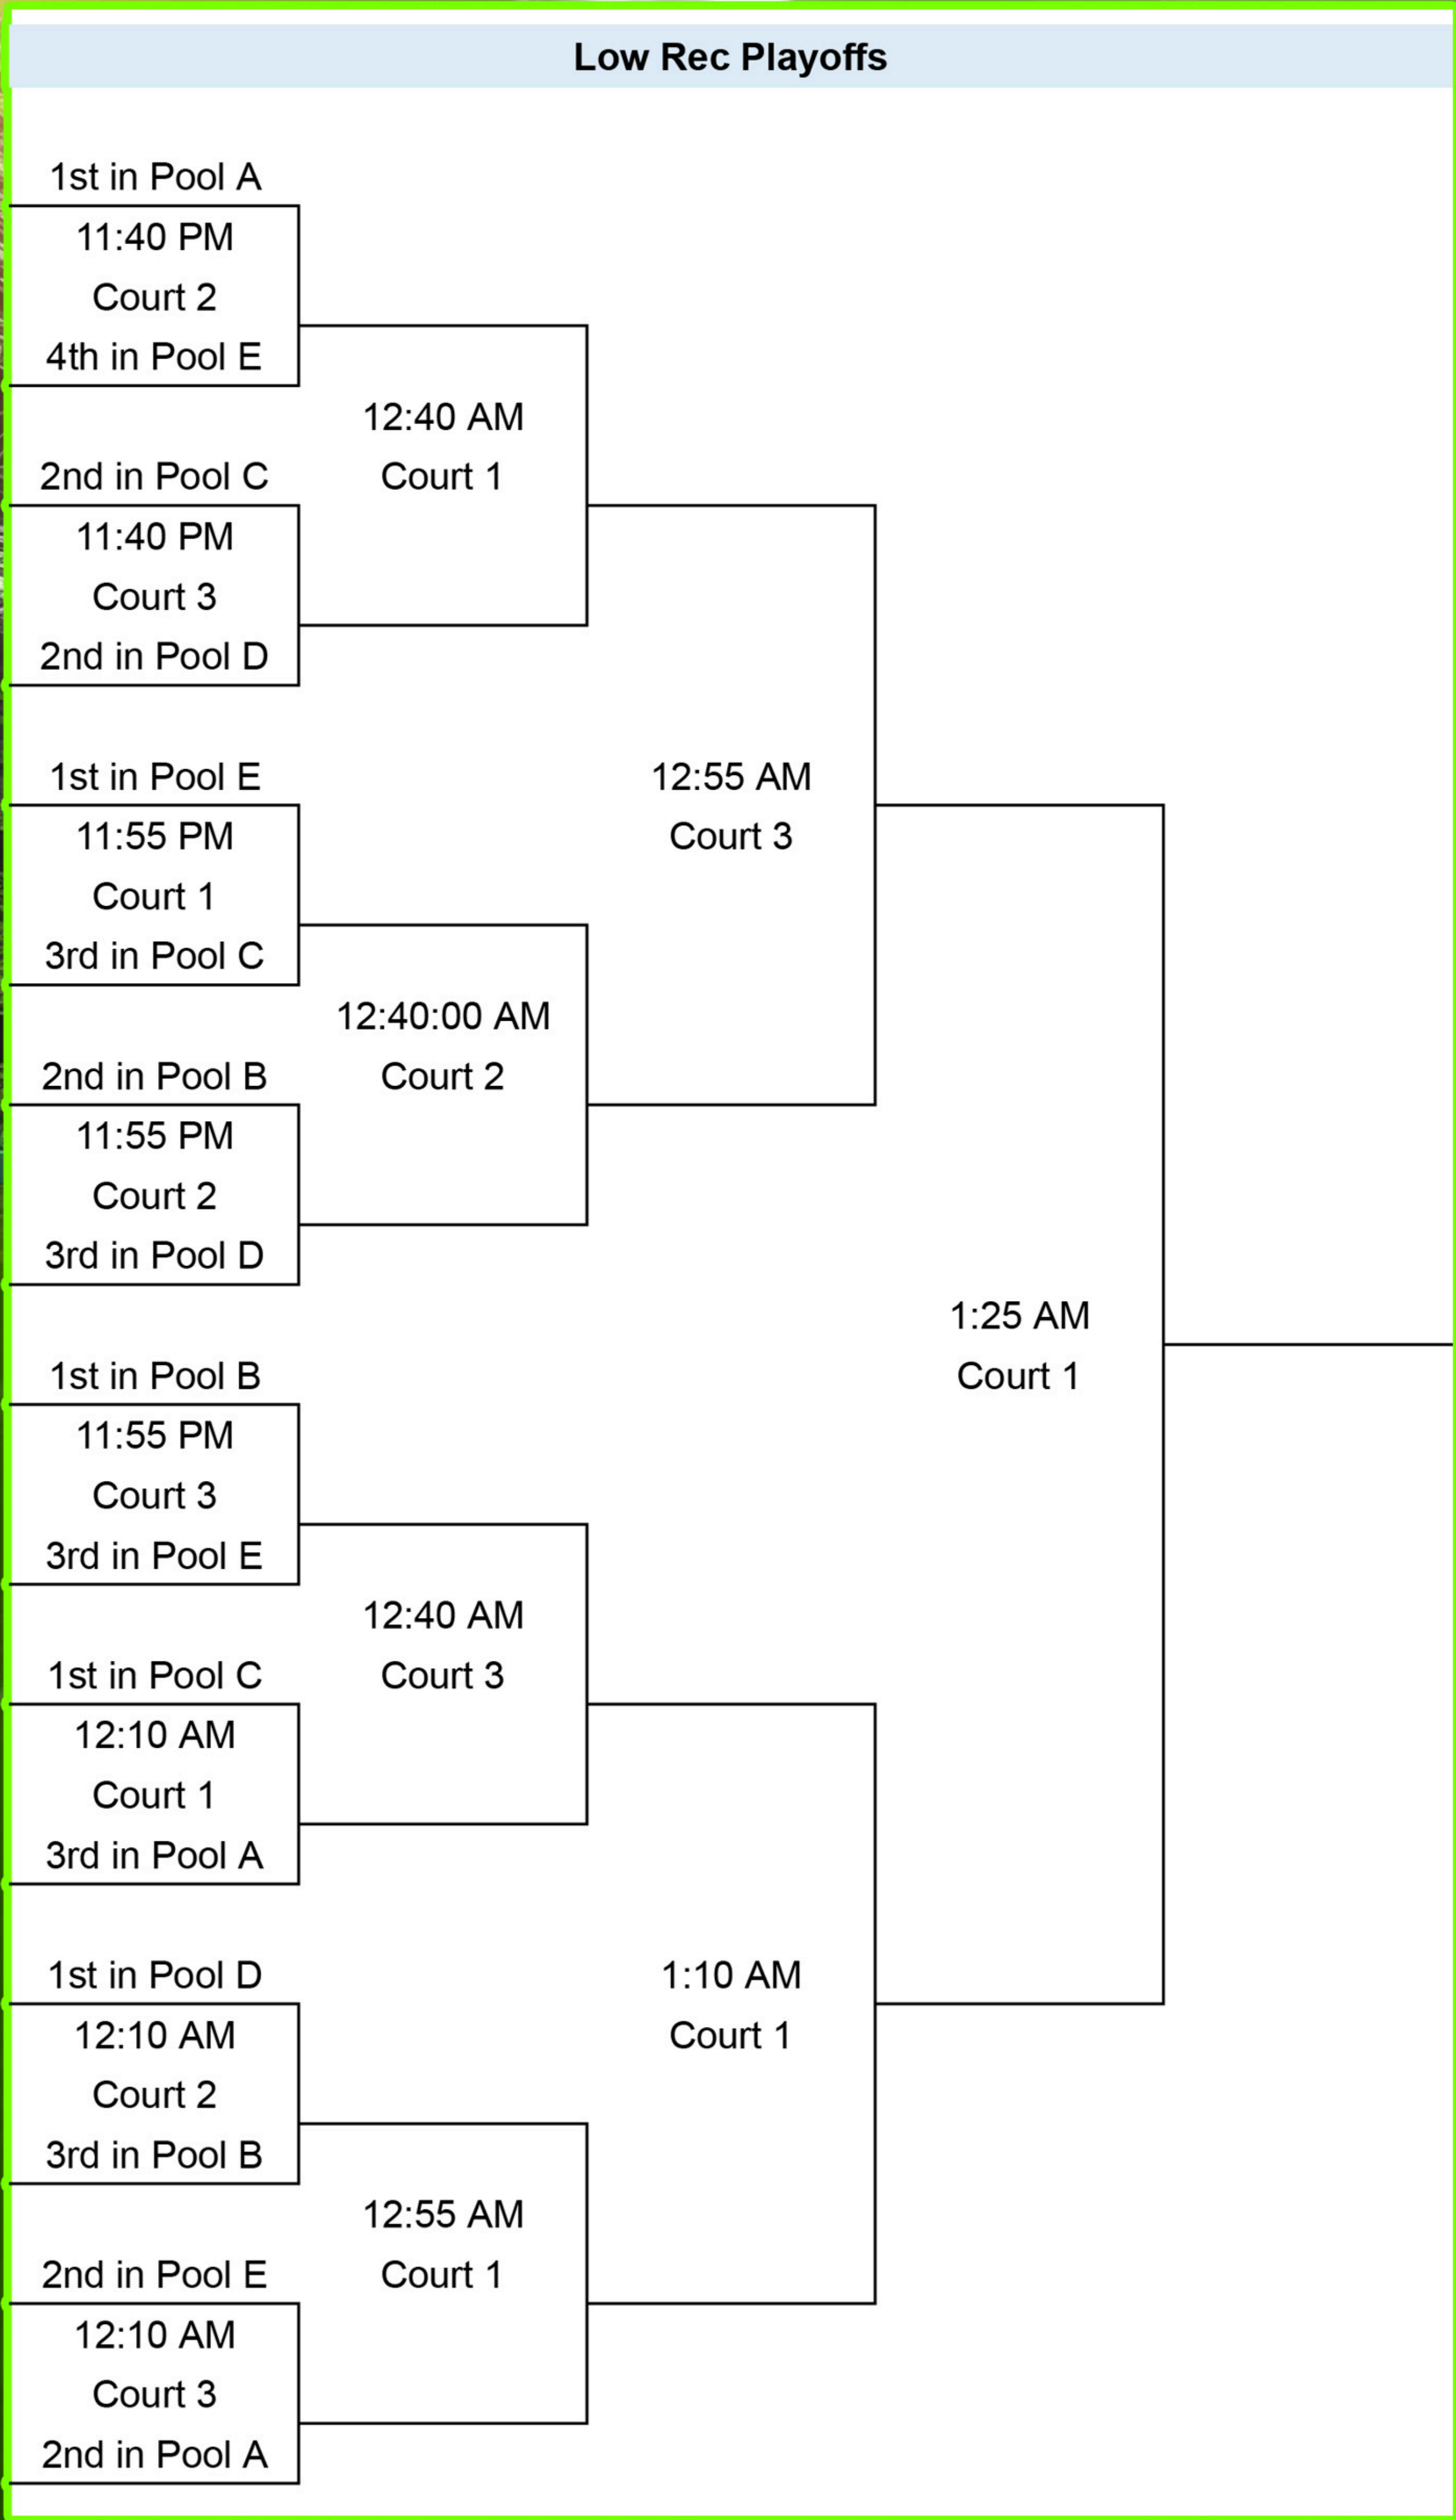 Low Rec Playoffs
1st in Pool A
11:40 PM
Court 2
4th in Pool E
12:40 AM
Court 1
2nd in Pool C
11:40 PM
Court 3
2nd in Pool D
12:55 AM
Court 3
1st in Pool E
11:55 PM
Court 1
3rd in Pool C
12:40:00 AM
Court 2
2nd in Pool B
11:55 PM
Court 2
3rd in Pool D
1:25 AM
Court 1
1st in Pool B
11:55 PM
Court 3
3rd in Pool E
12:40 AM
Court 3
1st in Pool C
12:10 AM
Court 1
3rd in Pool A
1:10 AM
Court 1
1st in Pool D
12:10 AM
Court 2
3rd in Pool B
12:55 AM
Court 1
2nd in Pool E
12:10 AM
Court 3
2nd in Pool A